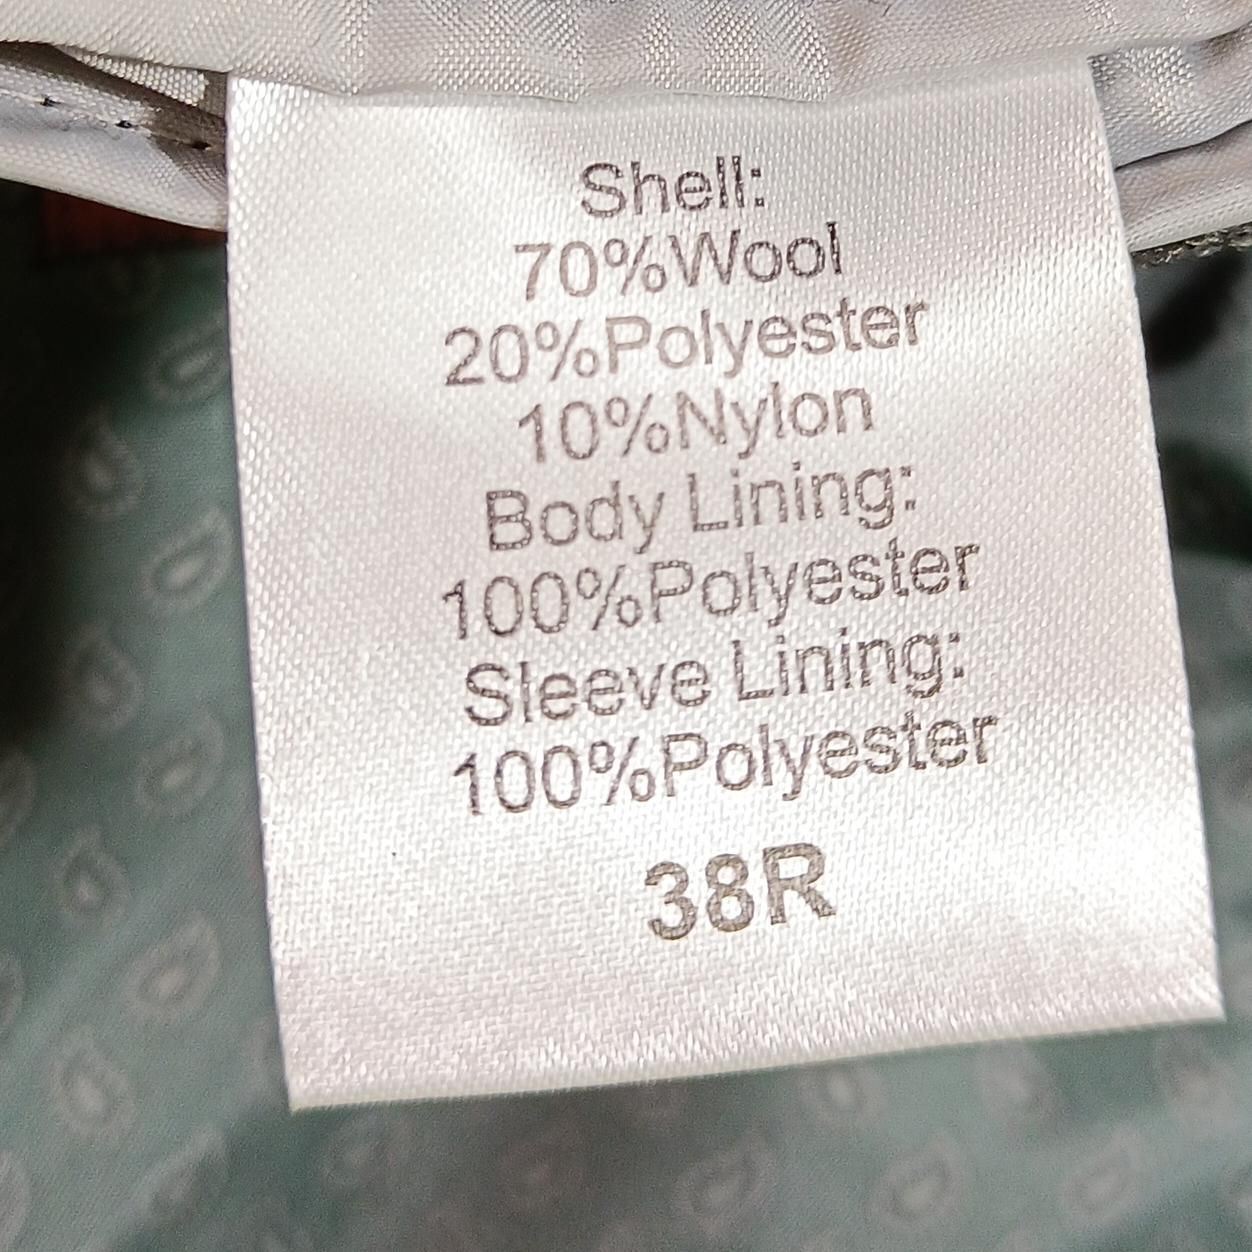 Shell:
70%Wool
20%Polyester
10%Nylon
Body Lining:
100%Polyester
Sleeve Lining:
100%Polyester
38R